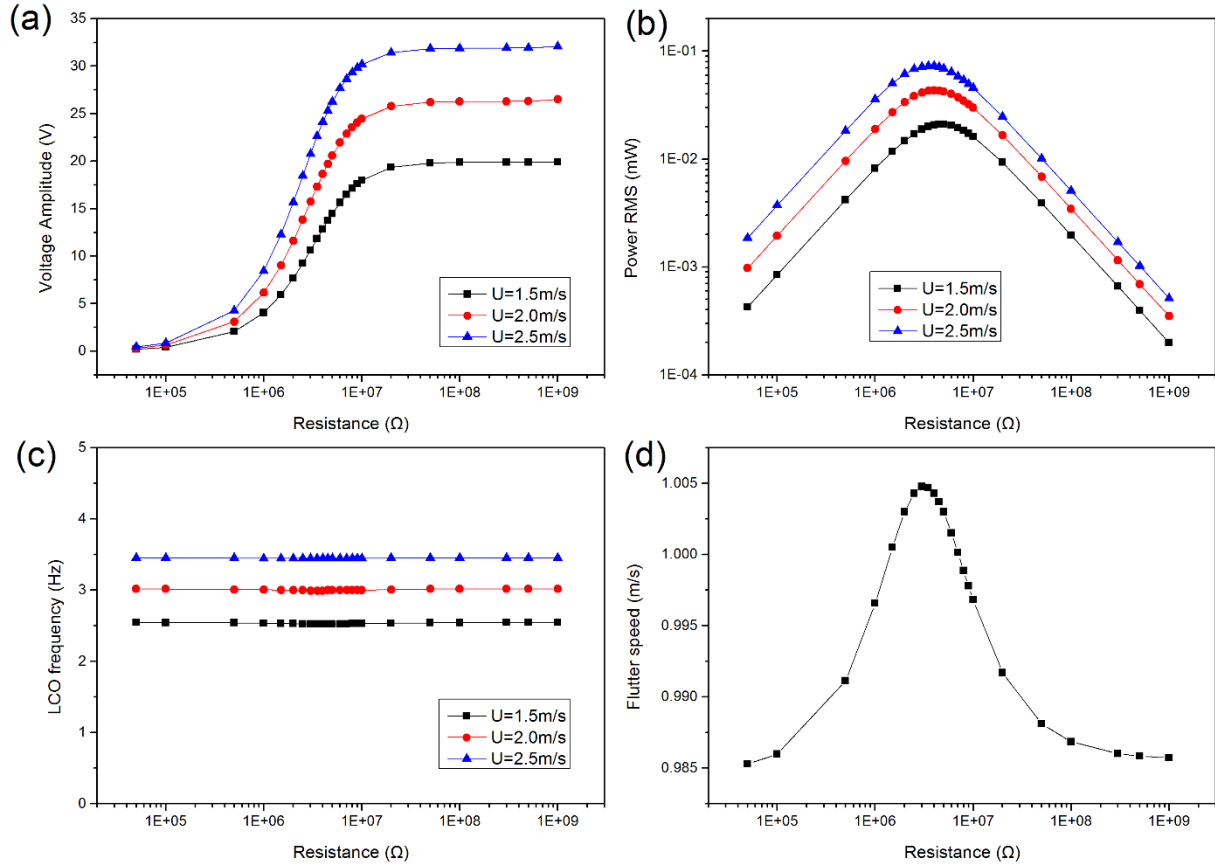 (a)
35
30
25
20
15
10
5
0
Voltage Amplitude (V)
U=1.5m/s
U=2.0m/s
U=2.5m/s
1E+05 1E+06 1E+07 1E+08 1E+09
Resistance (Ω)
(b)
1E-01
1E-02
1E-03
1E-04
Power RMS (mW)
U=1.5m/s
U=2.0m/s
U=2.5m/s
1E+05 1E+06 1E+07 1E+08 1E+09
Resistance (Ω)
(c)
5
4
3
2
1
0
LCO frequency (Hz)
U=1.5m/s
U=2.0m/s
U=2.5m/s
1E+05 1E+06 1E+07 1E+08 1E+09
Resistance (Ω)
(d)
1.005
1.000
0.995
0.990
0.985
Flutter speed (m/s)
1E+05 1E+06 1E+07 1E+08 1E+09
Resistance (Ω)